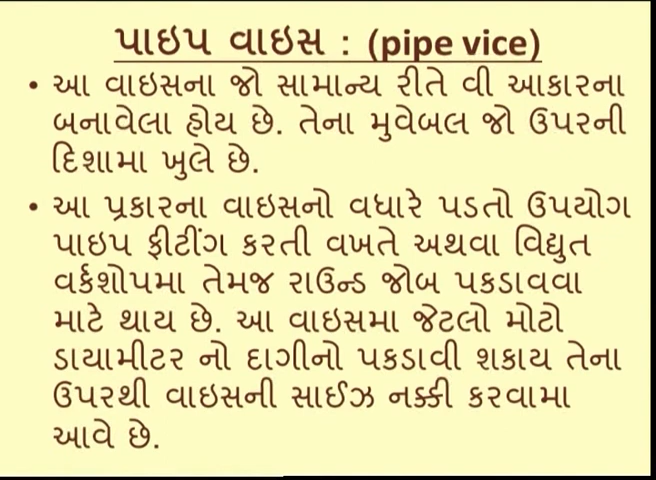 પાઇપ વાઇસ : (pipe vice)
• આ વાઇસના જો સામાન્ય રીતે વી આકારના
બનાવેલા હોય છે. તેના મુવેબલ જો ઉપરની
દિશામા ખુલે છે.
• આ પ્રકારના વાઇસનો વધારે પડતો ઉપયોગ
પાઇપ ફીટીંગ કરતી વખતે અથવા વિદ્યુત
વર્કશોપમા તેમજ રાઉન્ડ જોબ પકડાવવા
માટે થાય છે. આ વાઇસમા જેટલો મોટો
ડાયામીટર નો દાગીનો પકડાવી શકાય તેના
ઉપરથી વાઇસની સાઈઝ નક્કી કરવામા
આવે છે.